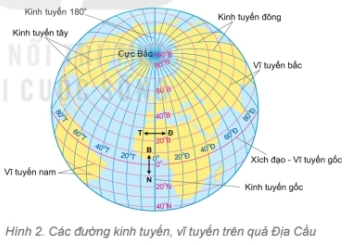 Kinh tuyến 180°
Kinh tuyến đông
Kinh tuyến tây
Cực Bắc
Vĩ tuyến bắc
80°B
60°B
40°B
20°B
0°
20°N
40°N
80°T
60°T
40°T
20°T
20°Đ
40°Đ
60°Đ
80°Đ
T
Đ
B
N
Xích đạo - Vĩ tuyến gốc
Vĩ tuyến nam
Kinh tuyến gốc
Hình 2. Các đường kinh tuyến, vĩ tuyến trên quả Địa Cầu